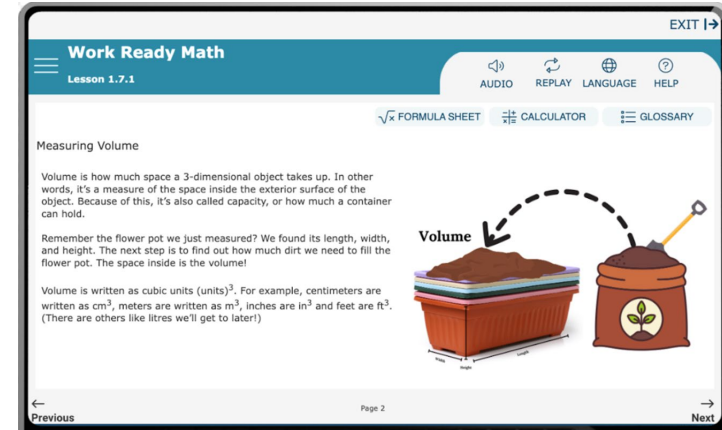 EXIT
Work Ready Math
Lesson 1.7.1
AUDIO REPLAY LANGUAGE HELP
FORMULA SHEET CALCULATOR GLOSSARY
Measuring Volume
Volume is how much space a 3-dimensional object takes up. In other
words, it's a measure of the space inside the exterior surface of the
object. Because of this, it's also called capacity, or how much a container
can hold.
Remember the flower pot we just measured? We found its length, width,
and height. The next step is to find out how much dirt we need to fill the
flower pot. The space inside is the volume!
Volume is written as cubic units (units)³. For example, centimeters are
written as cm³, meters are written as m³, inches are in³ and feet are ft³.
(There are others like litres we'll get to later!)
Volume
Width
Height
Length
Previous
Page 2
Next